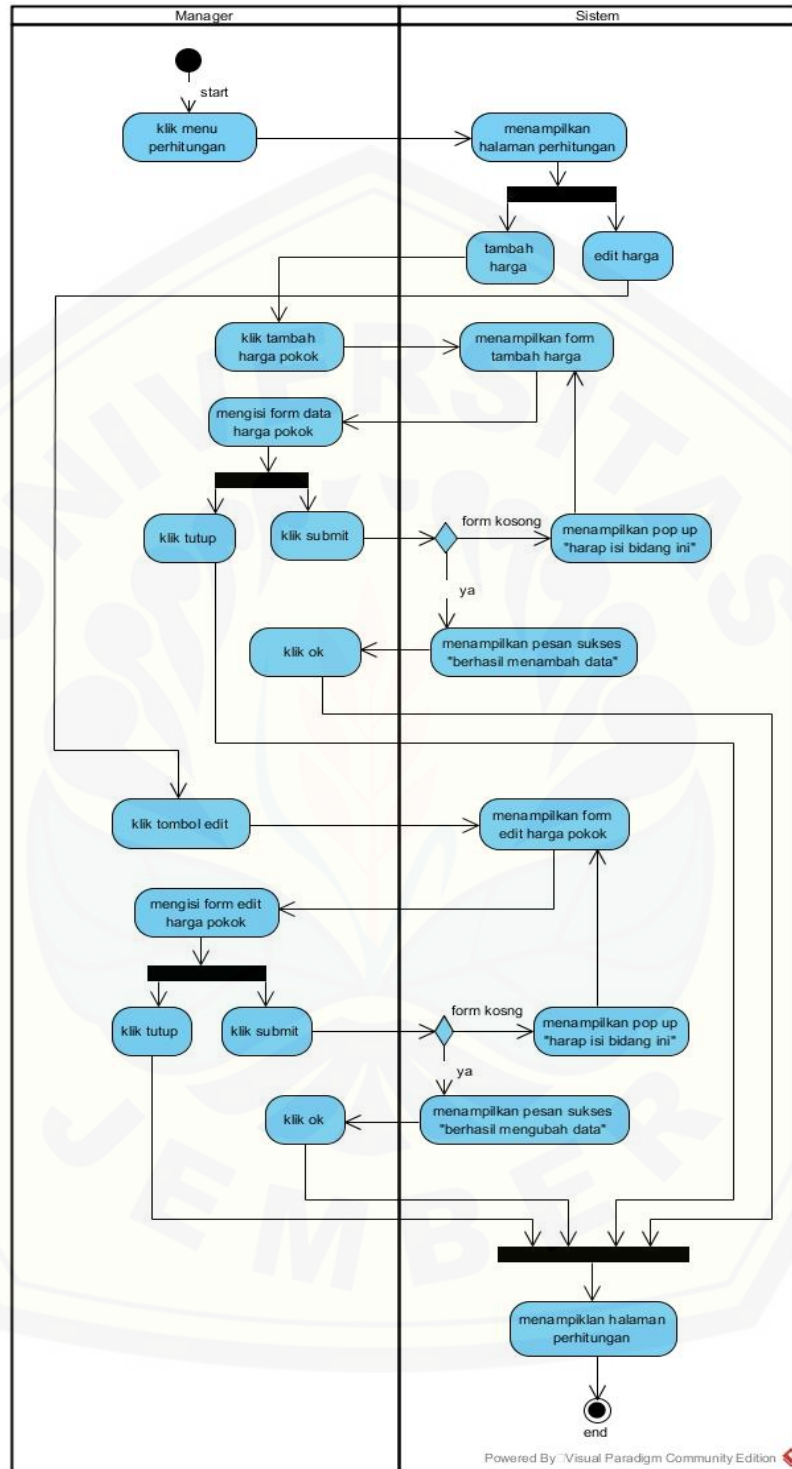 Manager
Sistem
start
klik menu
perhitungan
menampilkan
halaman perhitungan
tambah
harga
edit harga
klik tambah
harga pokok
menampilkan form
tambah harga
mengisi form data
harga pokok
klik tutup
klik submit
form kosong
menampilkan pop up
"harap isi bidang ini"
ya
klik ok
menampilkan pesan sukses
"berhasil menambah data"
klik tombol edit
menampilkan form
edit harga pokok
mengisi form edit
harga pokok
klik tutup
klik submit
form kosng
menampilkan pop up
"harap isi bidang ini"
ya
klik ok
menampilkan pesan sukses
"berhasil mengubah data"
menampiklan halaman
perhitungan
end
Powered By Visual Paradigm Community Edition
UNIVERSITAS
JEMBER